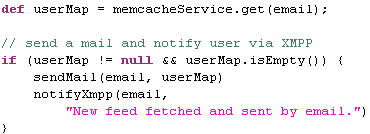 def userMap = memcacheService.get(email);

// send a mail and notify user via XMPP
if (userMap != null && userMap.isEmpty()) {
    sendMail(email, userMap)
    notifyXmpp(email,
        "New feed fetched and sent by email.")
}